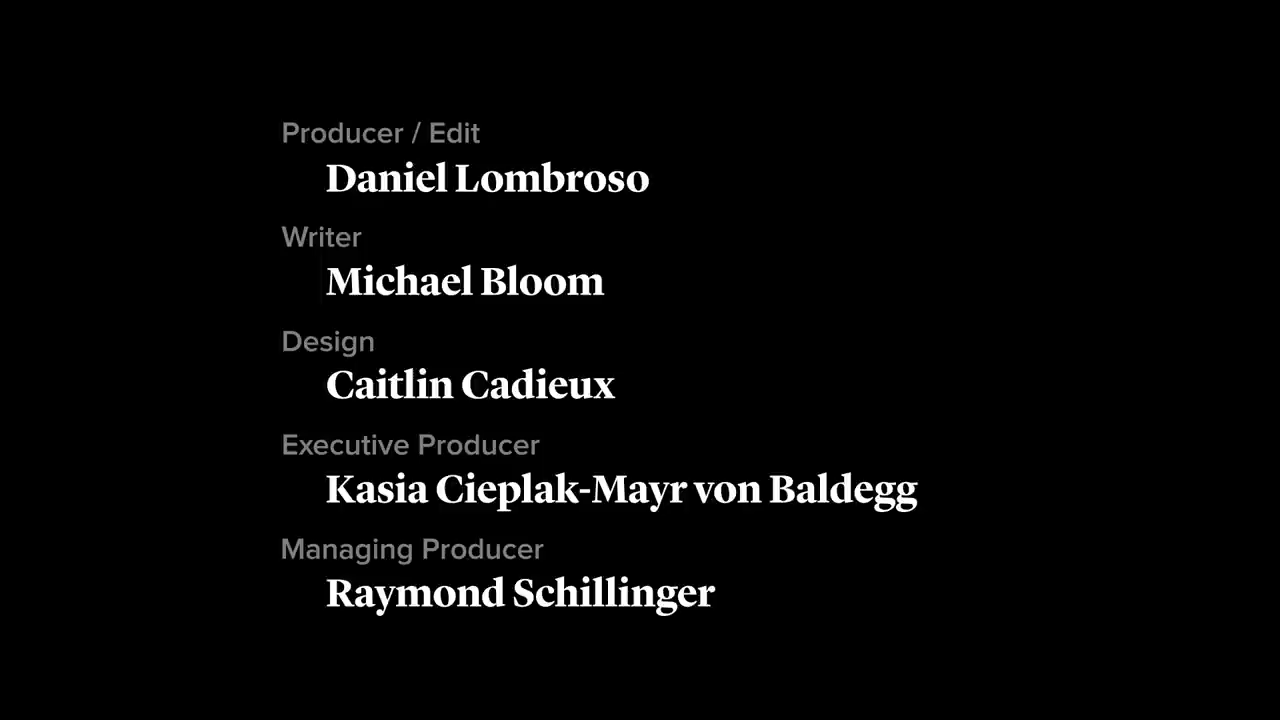 Producer / Edit
Daniel Lombroso
Writer
Michael Bloom
Design
Caitlin Cadieux
Executive Producer
Kasia Cieplak-Mayr von Baldegg
Managing Producer
Raymond Schillinger